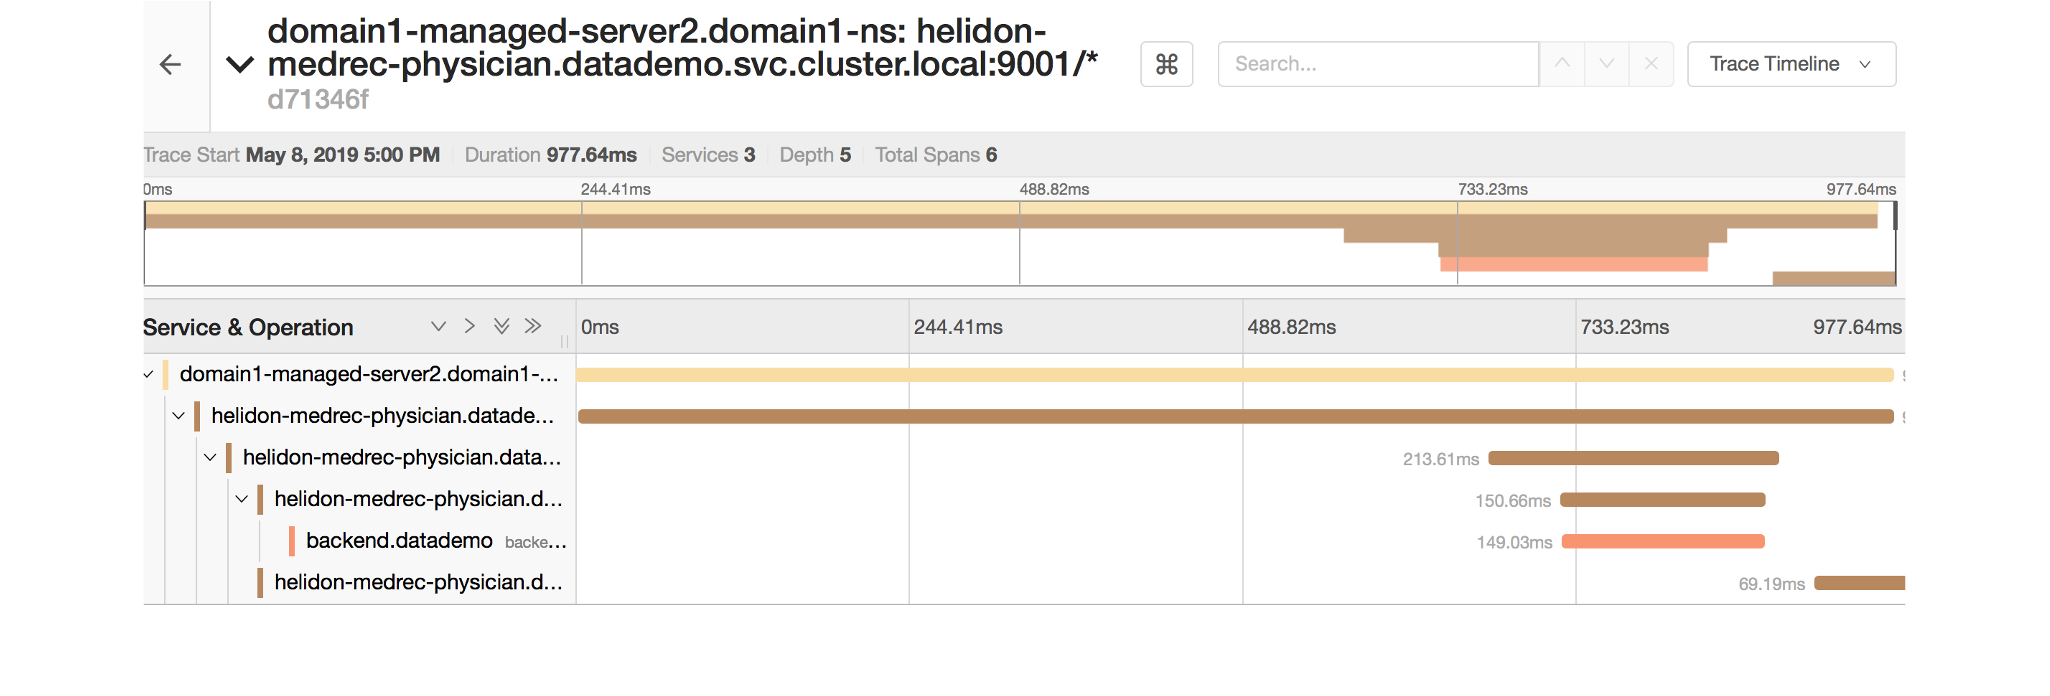 domain1-managed-server2.domain1-ns: helidon-
medrec-physician.datademo.svc.cluster.local:9001/*
d71346f
⌘ Search... Trace Timeline
Trace Start May 8, 2019 5:00 PM Duration 977.64ms Services 3 Depth 5 Total Spans 6
0ms 244.41ms 488.82ms 733.23ms 977.64ms
Service & Operation 0ms 244.41ms 488.82ms 733.23ms 977.64ms
domain1-managed-server2.domain1-...
helidon-medrec-physician.datade...
helidon-medrec-physician.data... 213.61ms
helidon-medrec-physician.d... 150.66ms
backend.datademo backe... 149.03ms
helidon-medrec-physician.d... 69.19ms